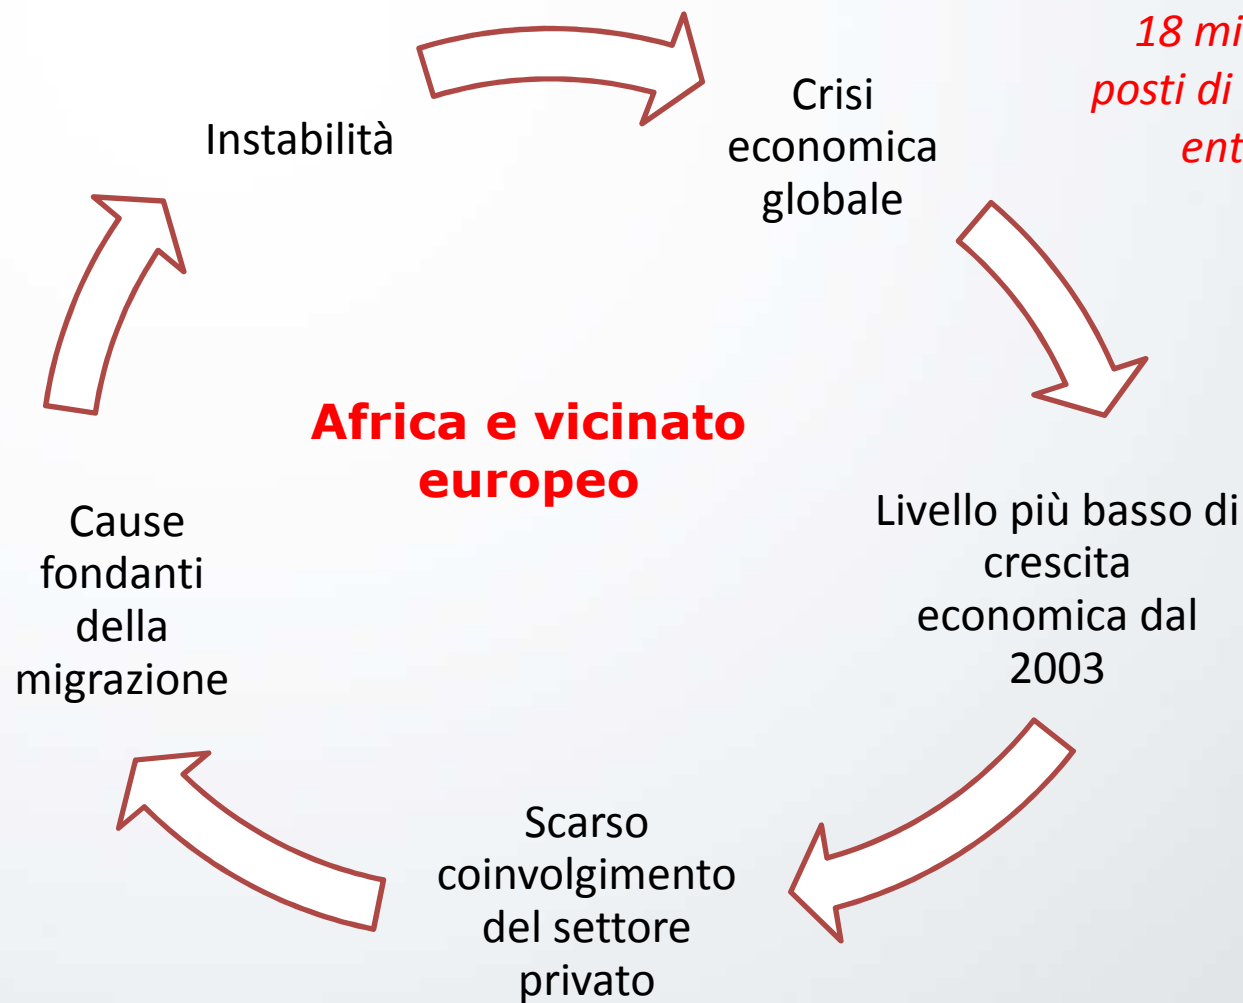 18 mi
posti di
ent
Instabilità
Crisi
economica
globale
Africa e vicinato
europeo
Livello più basso di
crescita
economica dal
2003
Scarso
coinvolgimento
del settore
privato
Cause
fondanti
della
migrazione